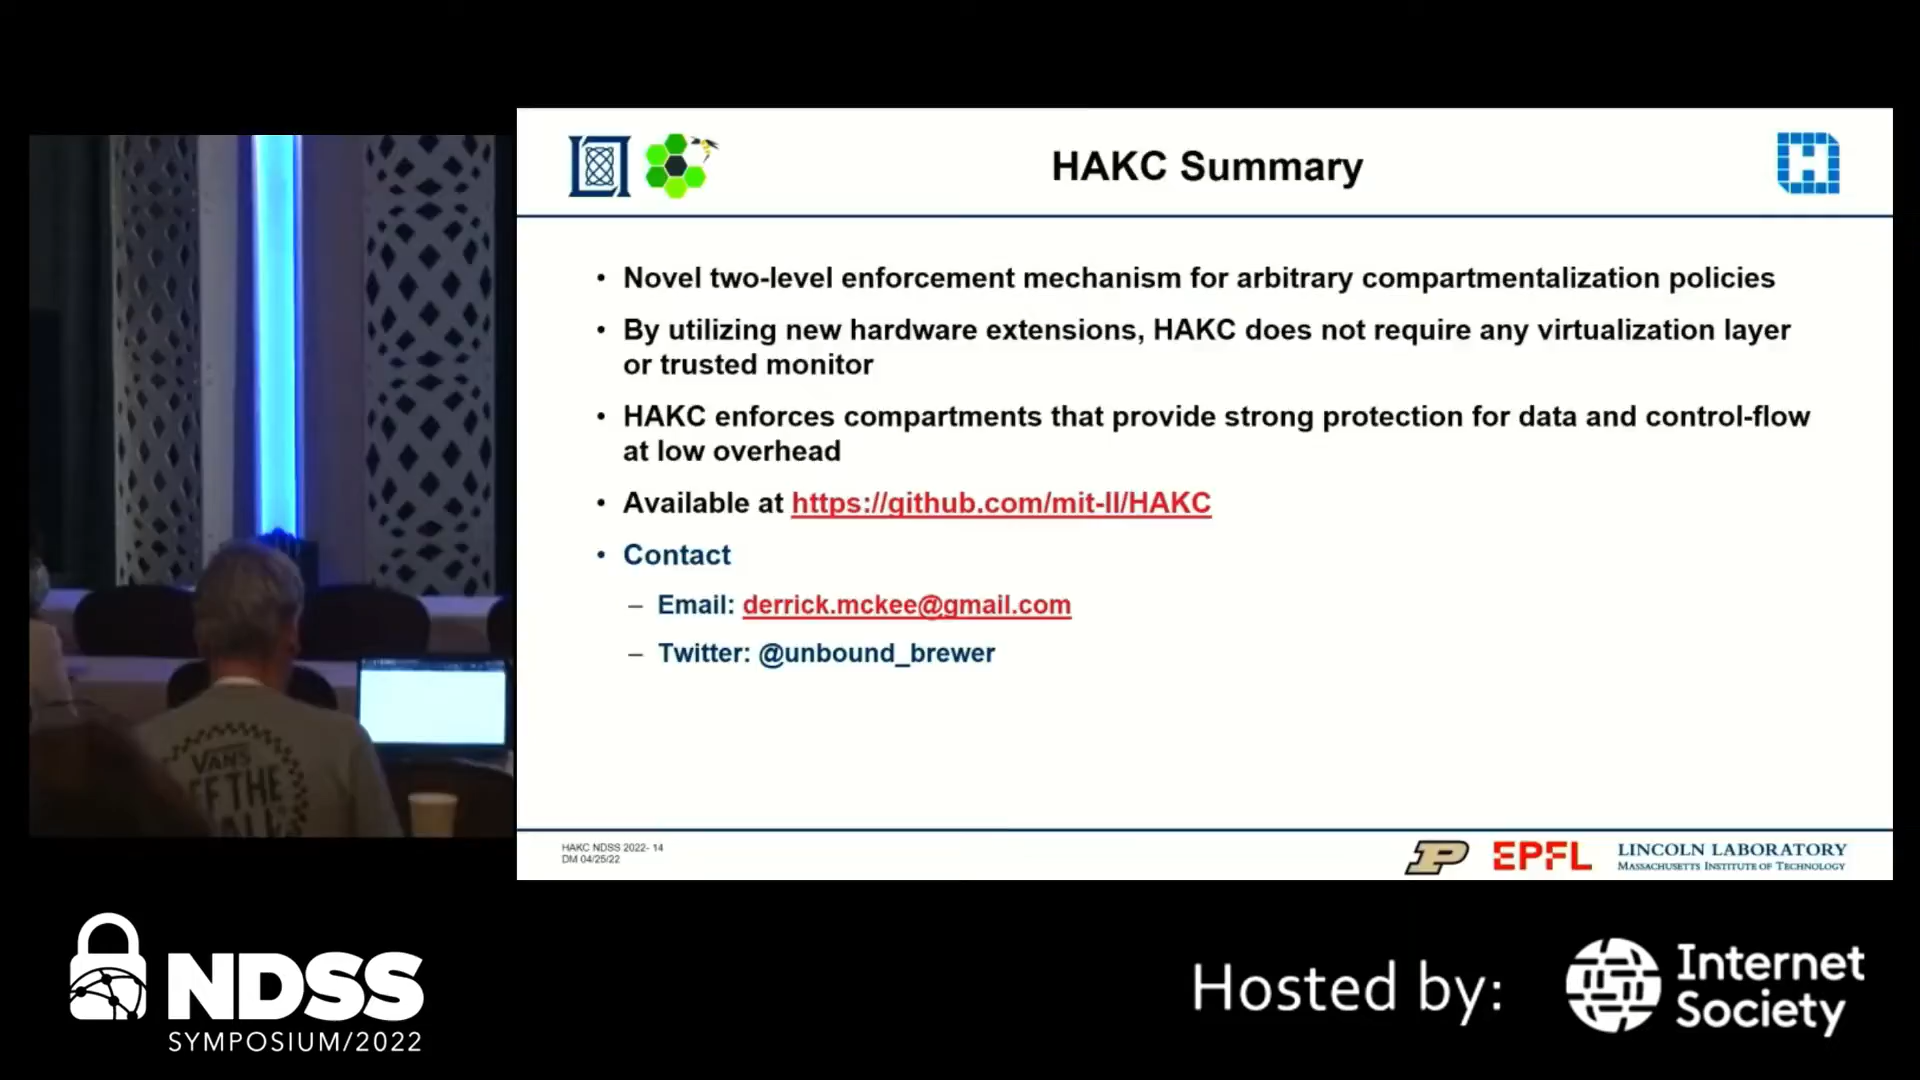 HAKC Summary
• Novel two-level enforcement mechanism for arbitrary compartmentalization policies
• By utilizing new hardware extensions, HAKC does not require any virtualization layer
or trusted monitor
• HAKC enforces compartments that provide strong protection for data and control-flow
at low overhead
• Available at https://github.com/mit-ll/HAKC
• Contact
– Email: derrick.mckee@gmail.com
– Twitter: @unbound_brewer
HAKC NDSS 2022- 14
DM 04/25/22
EPFL
LINCOLN LABORATORY
MASSACHUSETTS INSTITUTE OF TECHNOLOGY
VANS
THE
NDSS
SYMPOSIUM/2022
Hosted by:
Internet
Society